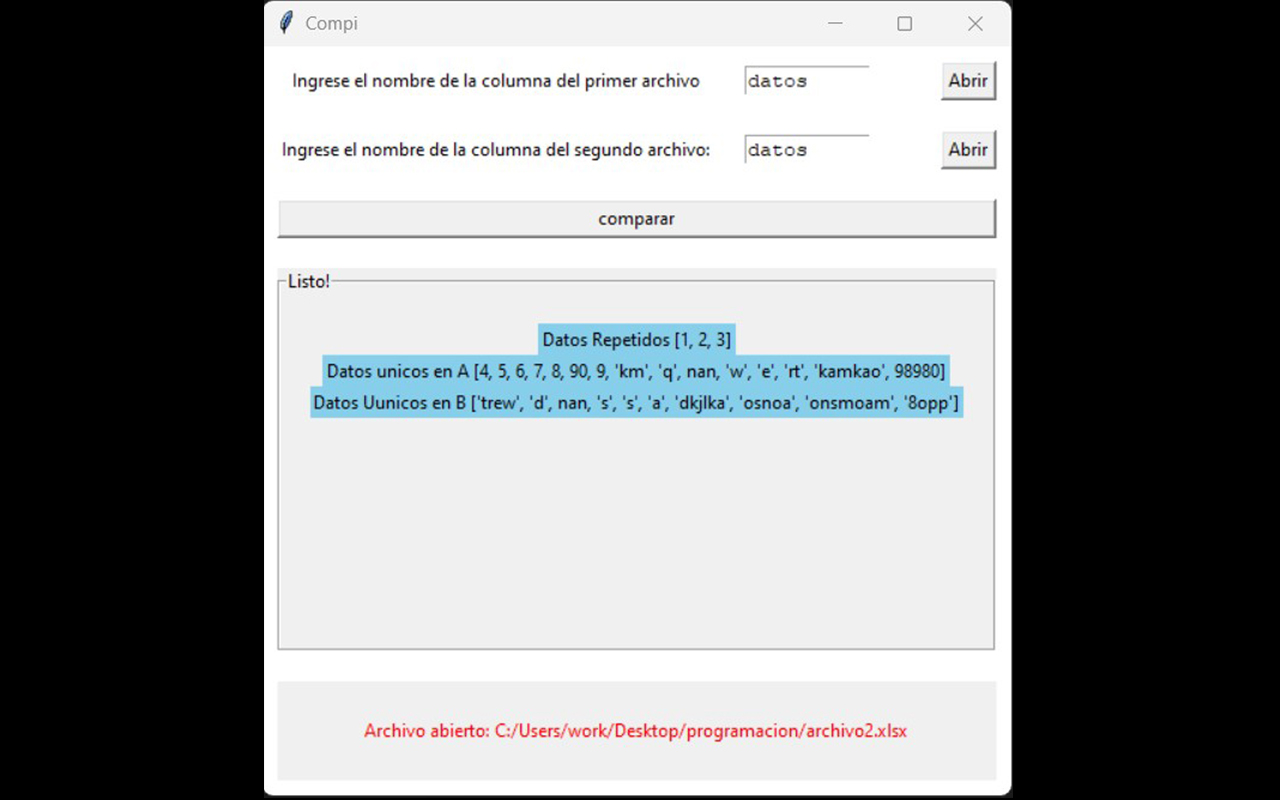 Compi
Ingrese el nombre de la columna del primer archivo datos Abrir
Ingrese el nombre de la columna del segundo archivo: datos Abrir
comparar
Listo!
Datos Repetidos [1, 2, 3]
Datos unicos en A [4, 5, 6, 7, 8, 90, 9, 'km', 'q', nan, 'w', 'e', 'rt', 'kamkao', 98980]
Datos Uunicos en B ['trew', 'd', nan, 's', 's', 'a', 'dkjlka', 'osnoa', 'onsmoam', '8opp']
Archivo abierto: C:/Users/work/Desktop/programacion/archivo2.xlsx